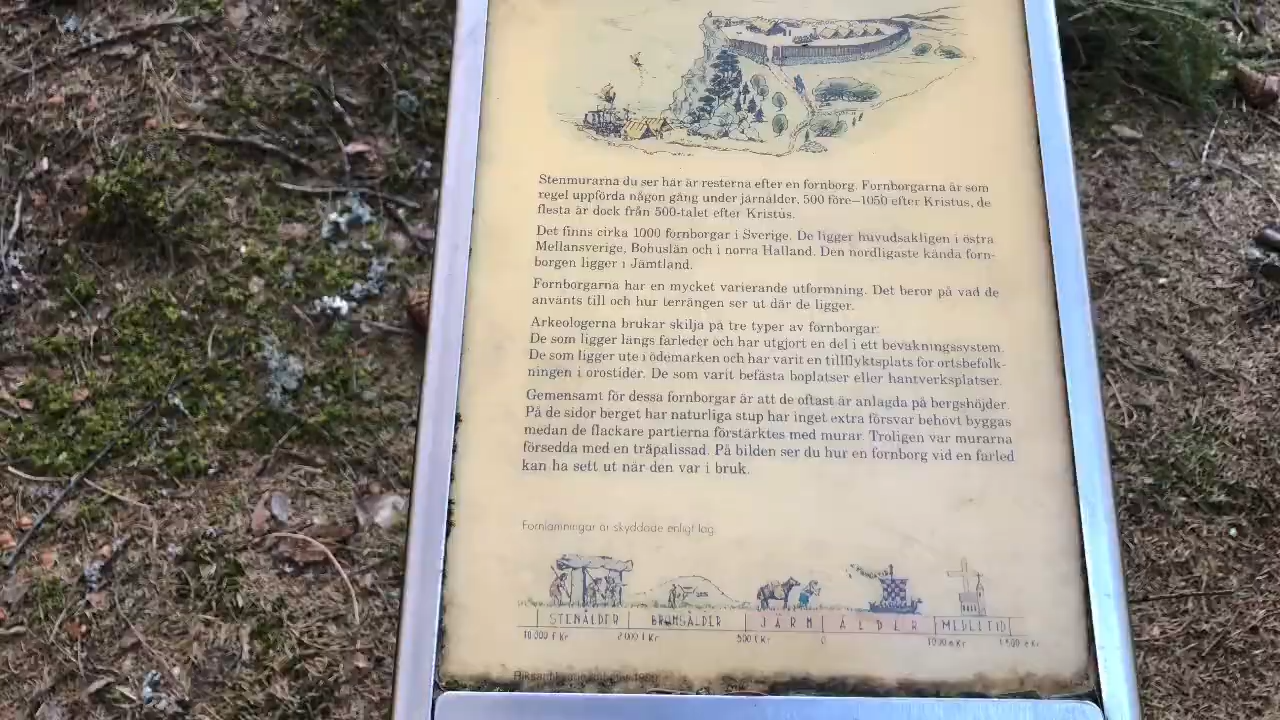 Stenmurarna du ser här är resterna efter en fornborg. Fornborgarna är som
regel uppförda någon gång under järnålder, 500 före–1050 efter Kristus, de
flesta är dock från 500-talet efter Kristus.
Det finns cirka 1000 fornborgar i Sverige. De ligger huvudsakligen i östra
Mellansverige, Bohuslän och i norra Halland. Den nordligaste kända forn-
borgen ligger i Jämtland.
Fornborgarna har en mycket varierande utformning. Det beror på vad de
använts till och hur terrängen ser ut där de ligger.
Arkeologerna brukar skilja på tre typer av fornborgar:
De som ligger längs farleder och har utgjort en del i ett bevakningssystem.
De som ligger ute i ödemarken och har varit en tillflyktsplats för ortsbefolk-
ningen i orostider. De som varit befästa boplatser eller hantverksplatser.
Gemensamt för dessa fornborgar är att de oftast är anlagda på bergshöjder.
På de sidor berget har naturliga stup har inget extra försvar behövt byggas
medan de flackare partierna förstärktes med murar. Troligen var murarna
försedda med en träpalissad. På bilden ser du hur en fornborg vid en farled
kan ha sett ut när den var i bruk.
Fornlämningar är skyddade enligt lag.
STENÅLDER BRONSÅLDER JÄRN ÅLDER MEDELTID
10 000 f Kr 2 000 f Kr 500 f Kr 0 1000 e Kr 1500 e Kr